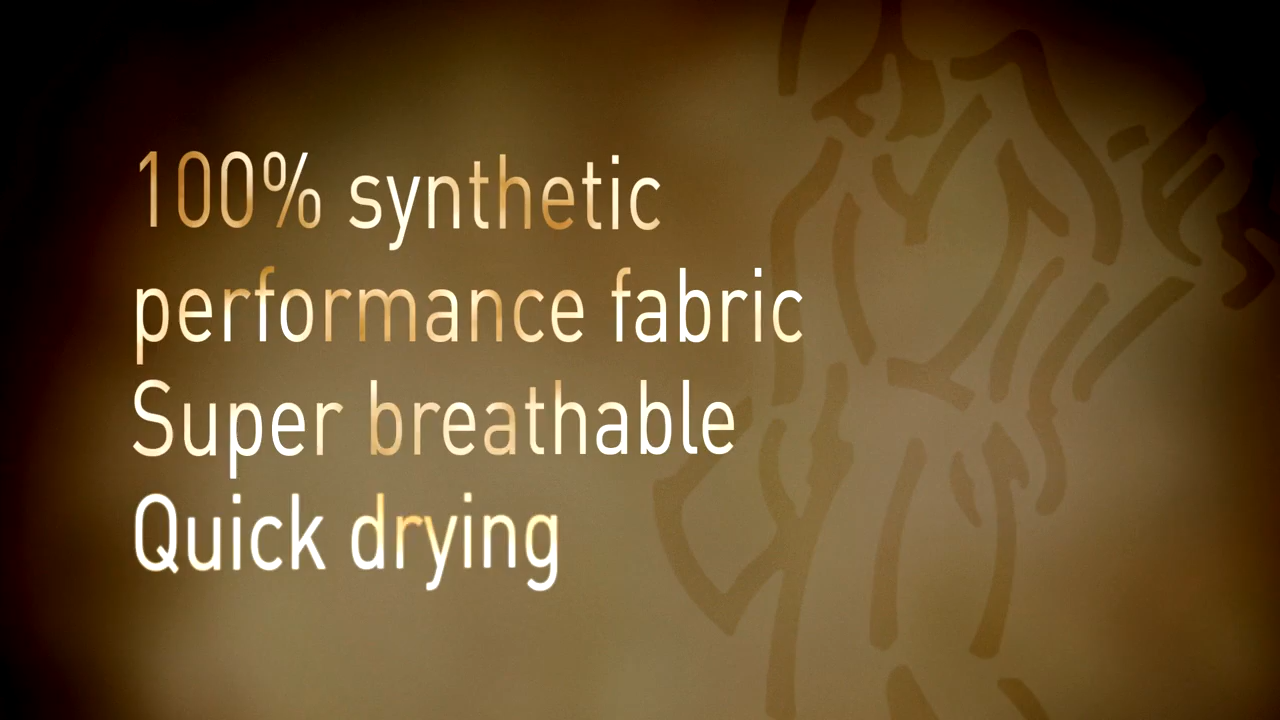 100% synthetic
performance fabric
Super breathable
Quick drying